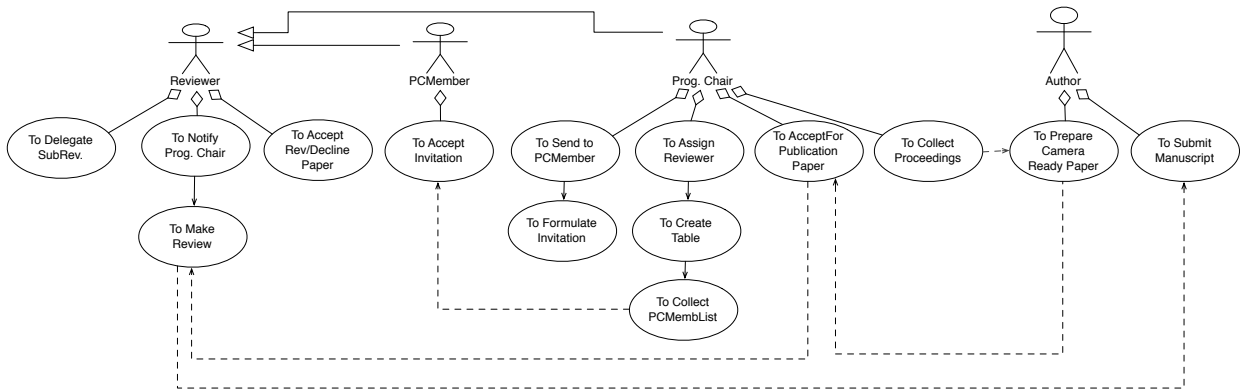 Reviewer
PCMember
Prog. Chair
Author
To Delegate
SubRev.
To Notify
Prog. Chair
To Accept
Rev/Decline
Paper
To Accept
Invitation
To Send to
PCMember
To Assign
Reviewer
To AcceptFor
Publication
Paper
To Collect
Proceedings
To Prepare
Camera
Ready Paper
To Submit
Manuscript
To Make
Review
To Formulate
Invitation
To Create
Table
To Collect
PCMembList